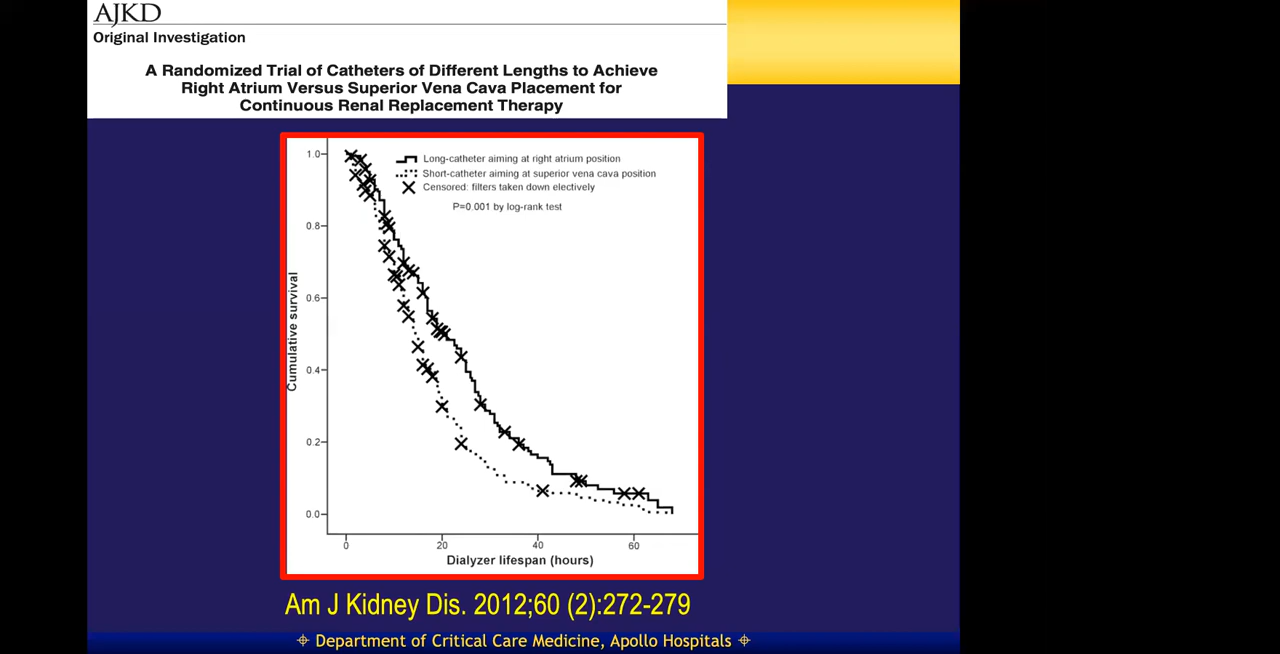 AJKD
Original Investigation
A Randomized Trial of Catheters of Different Lengths to Achieve
Right Atrium Versus Superior Vena Cava Placement for
Continuous Renal Replacement Therapy
Long-catheter aiming at right atrium position
Short-catheter aiming at superior vena cava position
Censored: filters taken down electively
P=0.001 by log-rank test
Cumulative survival
1.0
0.8
0.6
0.4
0.2
0.0
0 20 40 60
Dialyzer lifespan (hours)
Am J Kidney Dis. 2012;60 (2):272-279
Department of Critical Care Medicine, Apollo Hospitals